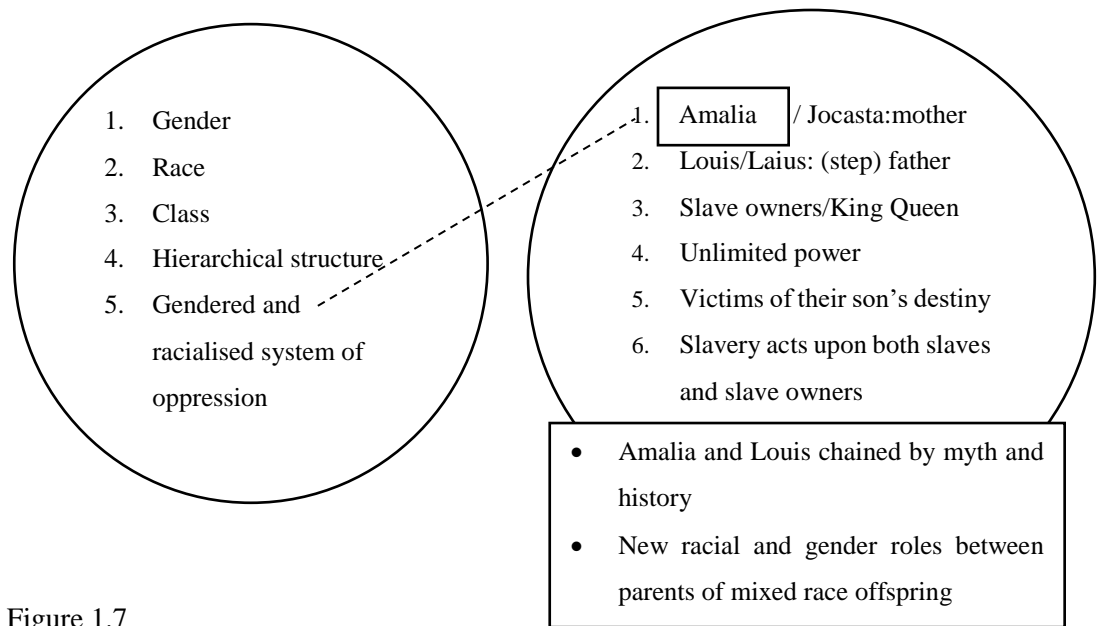 1. Gender
2. Race
3. Class
4. Hierarchical structure
5. Gendered and
racialised system of
oppression
1. Amalia / Jocasta:mother
2. Louis/Laius: (step) father
3. Slave owners/King Queen
4. Unlimited power
5. Victims of their son's destiny
6. Slavery acts upon both slaves
and slave owners
• Amalia and Louis chained by myth and
history
• New racial and gender roles between
parents of mixed race offspring
Figure 1.7